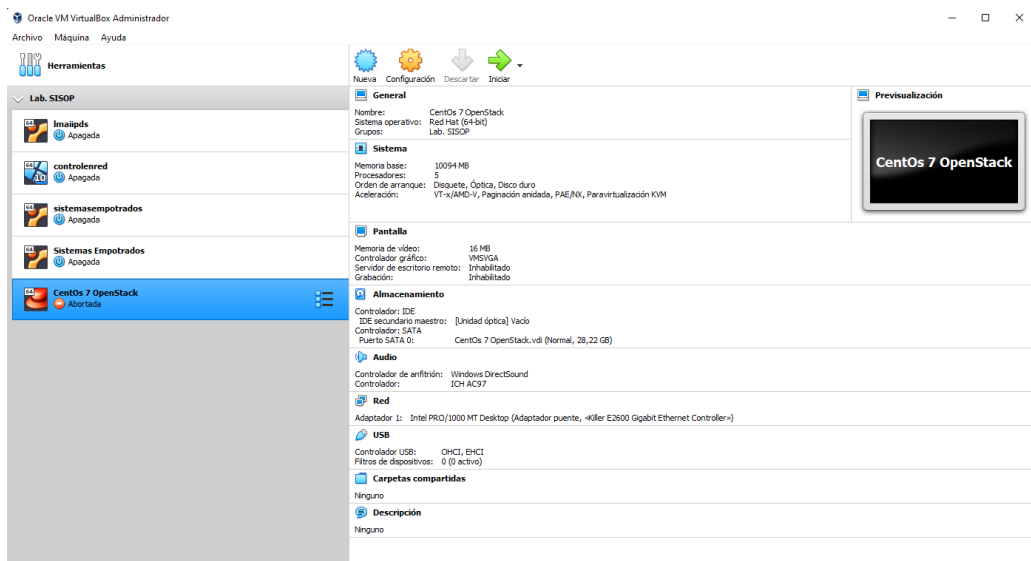 Oracle VM VirtualBox Administrador
Archivo Máquina Ayuda
Herramientas
Nueva Configuración Descartar Iniciar
Lab. SISOP
64
lmaiipds
Apagada
64
10
controlenred
Apagada
64
sistemasempotrados
Apagada
64
Sistemas Empotrados
Apagada
64
CentOs 7 OpenStack
Abortada
General
Nombre: CentOs 7 OpenStack
Sistema operativo: Red Hat (64-bit)
Grupos: Lab. SISOP
Previsualización
CentOs 7 OpenStack
Sistema
Memoria base: 10094 MB
Procesadores: 5
Orden de arranque: Disquete, Óptica, Disco duro
Aceleración: VT-x/AMD-V, Paginación anidada, PAE/NX, Paravirtualización KVM
Pantalla
Memoria de vídeo: 16 MB
Controlador gráfico: VMSVGA
Servidor de escritorio remoto: Inhabilitado
Grabación: Inhabilitado
Almacenamiento
Controlador: IDE
IDE secundario maestro: [Unidad óptica] Vacío
Controlador: SATA
Puerto SATA 0: CentOs 7 OpenStack.vdi (Normal, 28,22 GB)
Audio
Controlador de anfitrión: Windows DirectSound
Controlador: ICH AC97
Red
Adaptador 1: Intel PRO/1000 MT Desktop (Adaptador puente, «Killer E2600 Gigabit Ethernet Controller»)
USB
Controlador USB: OHCI, EHCI
Filtros de dispositivos: 0 (0 activo)
Carpetas compartidas
Ninguno
Descripción
Ninguno